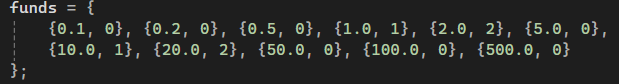 funds = {
{0.1, 0}, {0.2, 0}, {0.5, 0}, {1.0, 1}, {2.0, 2}, {5.0, 0},
{10.0, 1}, {20.0, 2}, {50.0, 0}, {100.0, 0}, {500.0, 0}
};